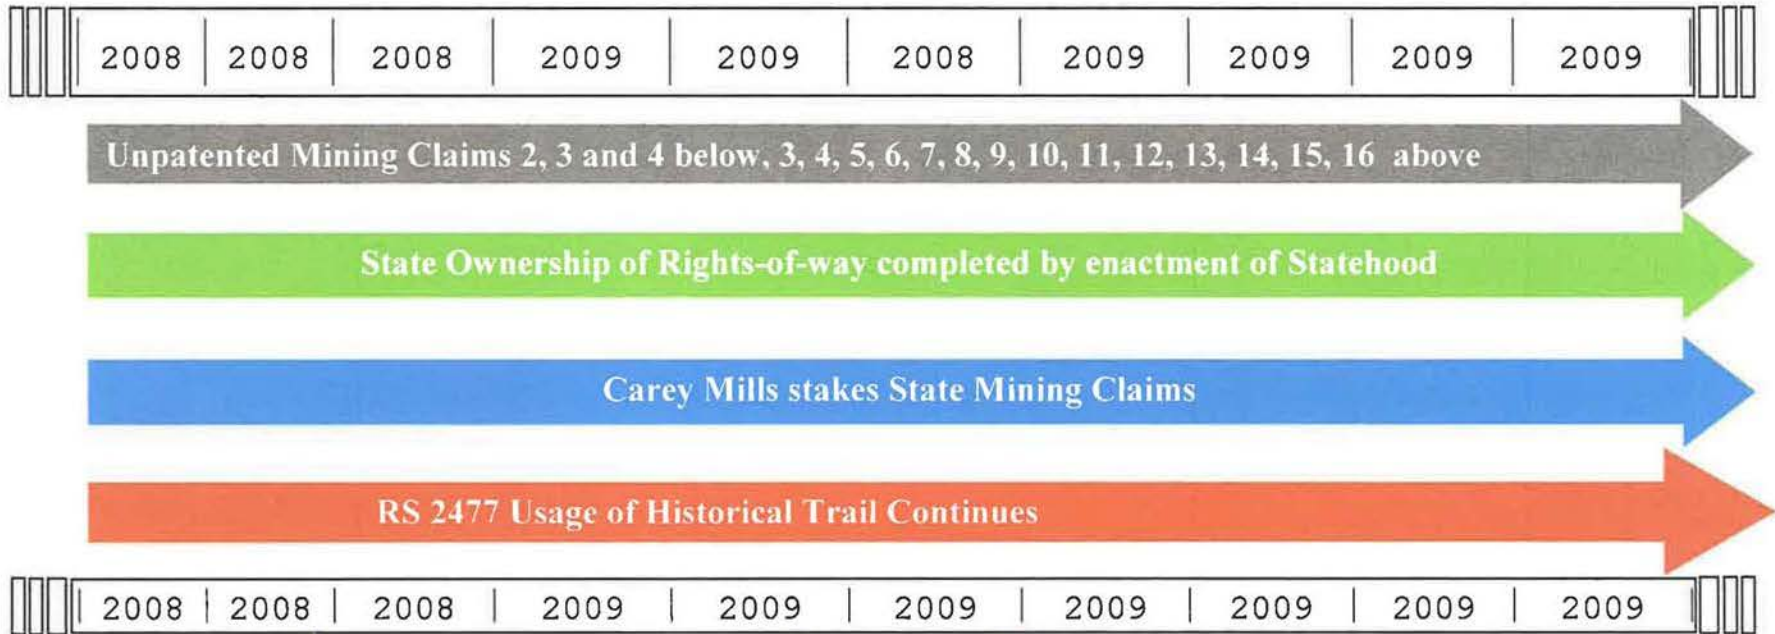 2008 2008 2008 2009 2009 2008 2009 2009 2009 2009
Unpatented Mining Claims 2, 3 and 4 below, 3, 4, 5, 6, 7, 8, 9, 10, 11, 12, 13, 14, 15, 16 above
State Ownership of Rights-of-way completed by enactment of Statehood
Carey Mills stakes State Mining Claims
RS 2477 Usage of Historical Trail Continues
2008 2008 2008 2009 2009 2009 2009 2009 2009 2009